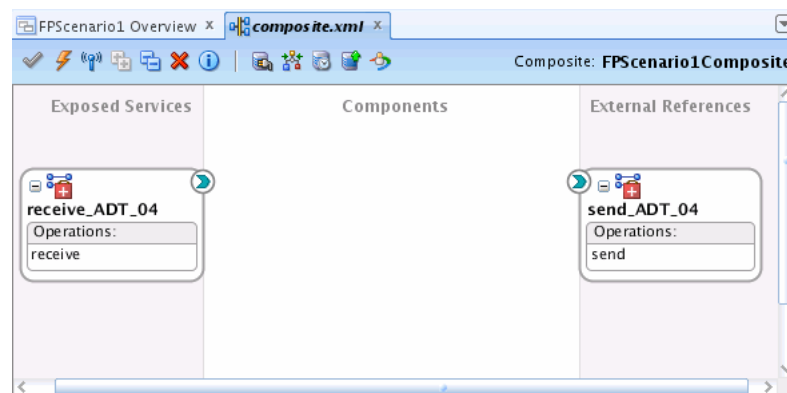 FPScenario1 Overview
composite.xml
Composite: FPScenario1Composite
Exposed Services
Components
External References
receive_ADT_04
Operations:
receive
send_ADT_04
Operations:
send